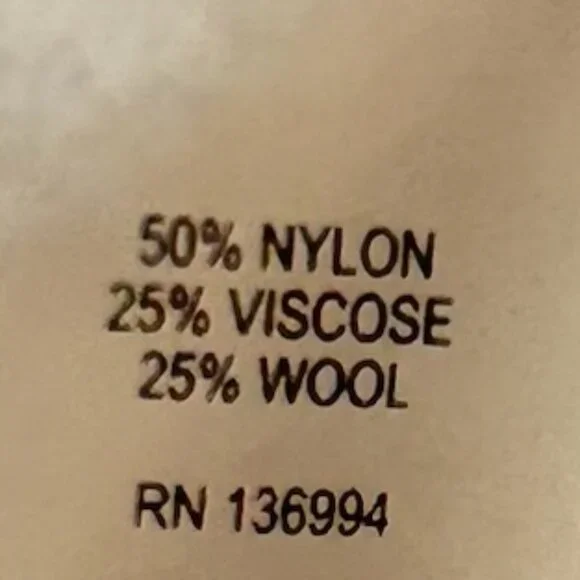 50% NYLON
25% VISCOSE
25% WOOL
RN 136994